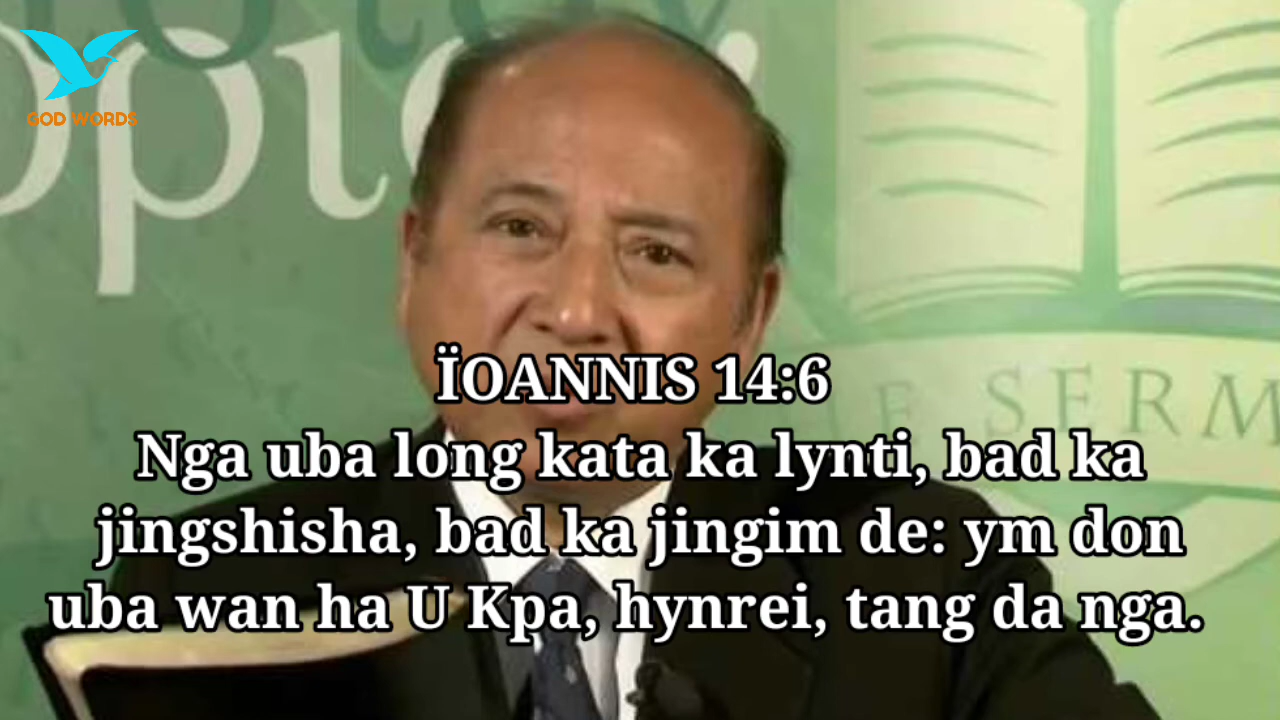 GOD WORDS
ÏOANNIS 14:6
Nga uba long kata ka lynti, bad ka
jingshisha, bad ka jingim de: ym don
uba wan ha U Kpa, hynrei, tang da nga.
SERM